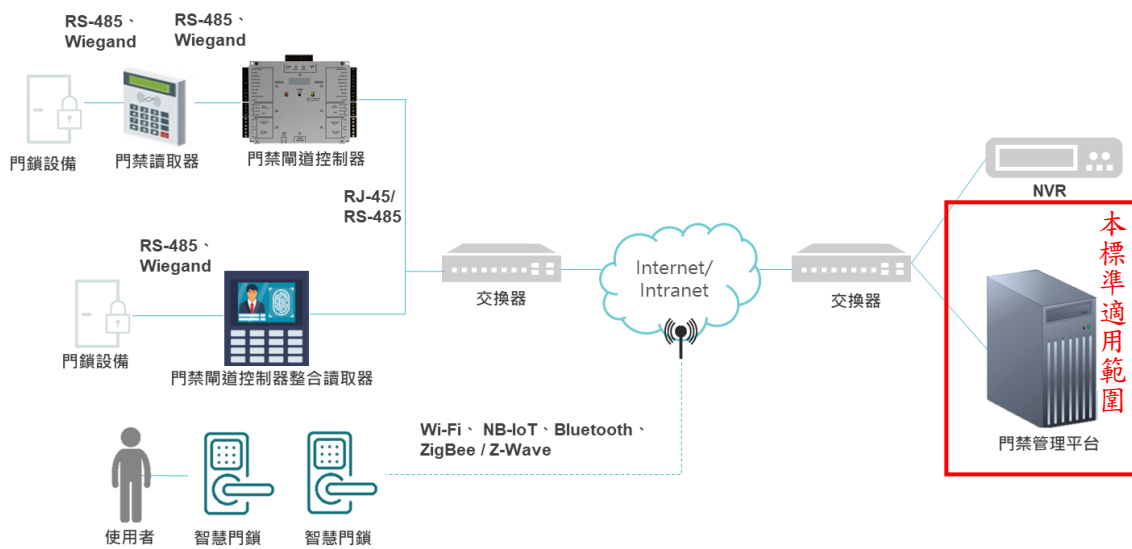 RS-485、
Wiegand
RS-485、
Wiegand
門鎖設備
門禁讀取器
門禁閘道控制器
RJ-45/
RS-485
RS-485、
Wiegand
門鎖設備
門禁閘道控制器整合讀取器
交換器
Internet/
Intranet
交換器
NVR
本標準適用範圍
門禁管理平台
Wi-Fi、 NB-IoT、Bluetooth、
ZigBee / Z-Wave
使用者
智慧門鎖
智慧門鎖